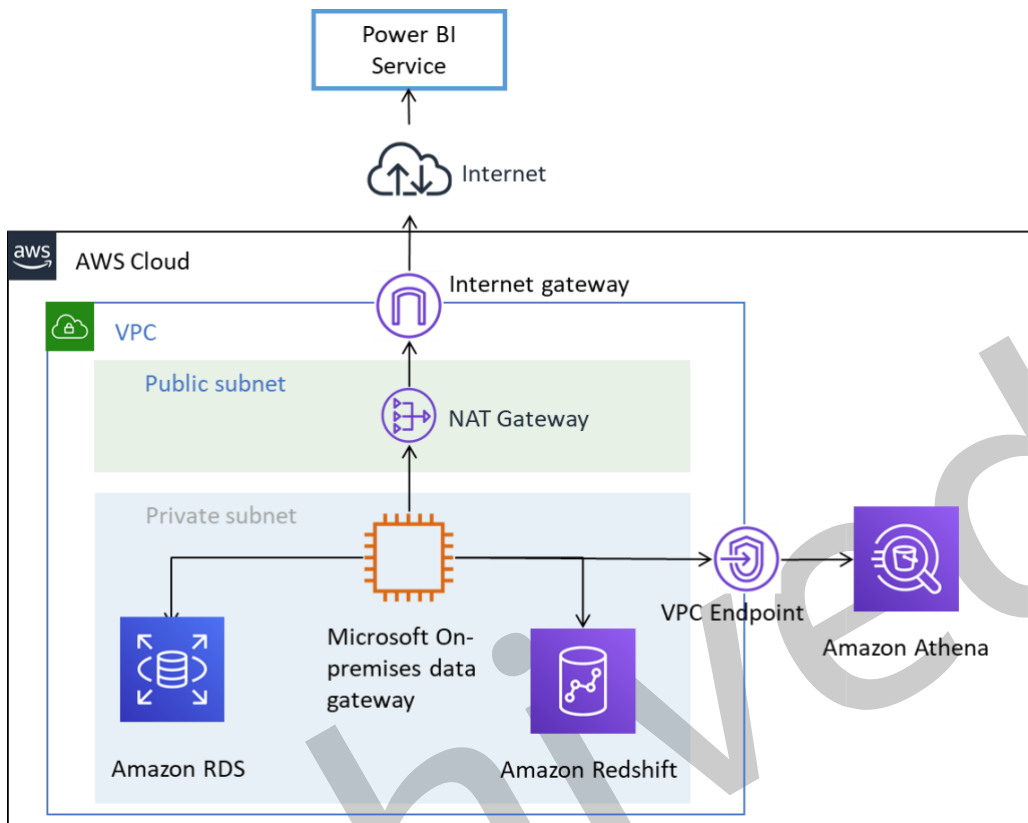 Power BI
Service
Internet
aws
AWS Cloud
Internet gateway
VPC
Public subnet
NAT Gateway
Private subnet
VPC Endpoint
Microsoft On-
premises data
gateway
Amazon Athena
Amazon RDS
Amazon Redshift
hived